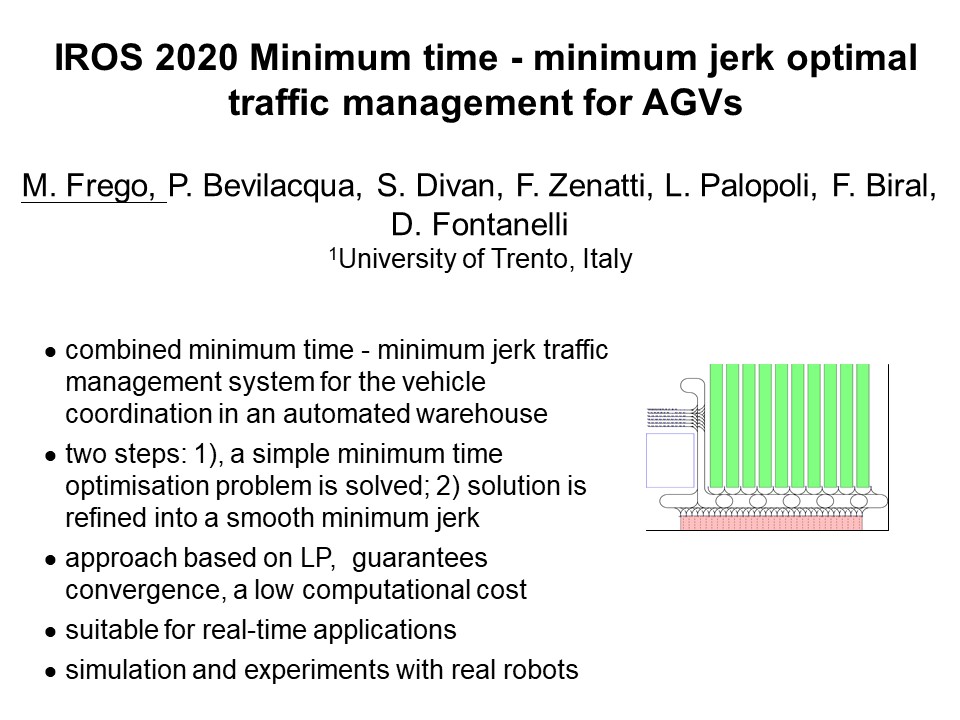 IROS 2020 Minimum time - minimum jerk optimal
traffic management for AGVs
M. Frego, P. Bevilacqua, S. Divan, F. Zenatti, L. Palopoli, F. Biral,
D. Fontanelli
¹University of Trento, Italy
• combined minimum time - minimum jerk traffic
management system for the vehicle
coordination in an automated warehouse
• two steps: 1), a simple minimum time
optimisation problem is solved; 2) solution is
refined into a smooth minimum jerk
• approach based on LP, guarantees
convergence, a low computational cost
• suitable for real-time applications
• simulation and experiments with real robots